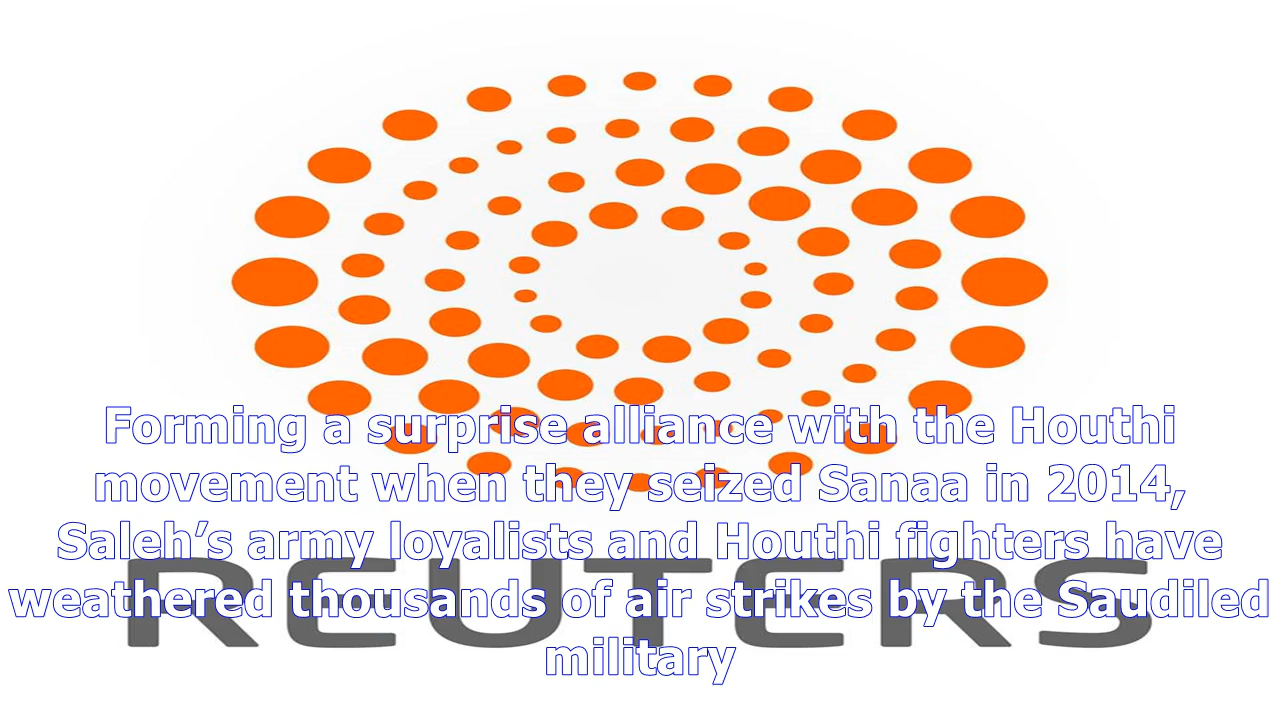 Forming a surprise alliance with the Houthi
movement when they seized Sanaa in 2014,
Saleh’s army loyalists and Houthi fighters have
weathered thousands of air strikes by the Saudiled
military
REUTERS